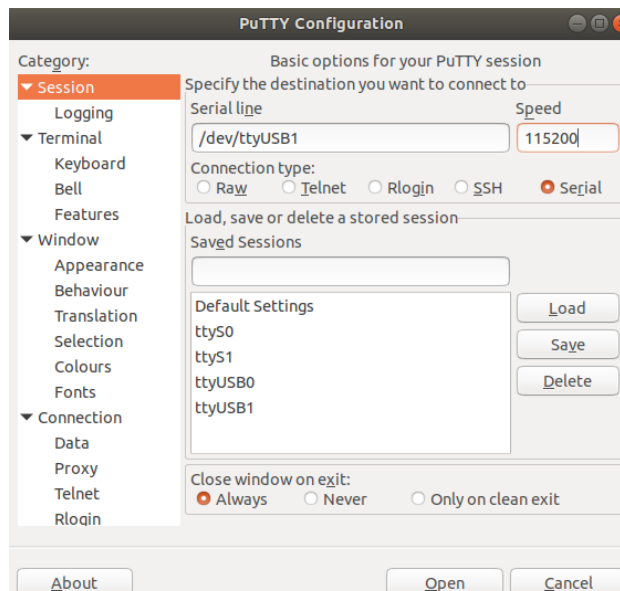 PuTTY Configuration
Category:
Session
Logging
Terminal
Keyboard
Bell
Features
Window
Appearance
Behaviour
Translation
Selection
Colours
Fonts
Connection
Data
Proxy
Telnet
Rlogin
Basic options for your PuTTY session
Specify the destination you want to connect to
Serial line Speed
/dev/ttyUSB1 115200
Connection type:
Raw Telnet Rlogin SSH Serial
Load, save or delete a stored session
Saved Sessions
Default Settings
ttyS0
ttyS1
ttyUSB0
ttyUSB1
Load
Save
Delete
Close window on exit:
Always Never Only on clean exit
About Open Cancel